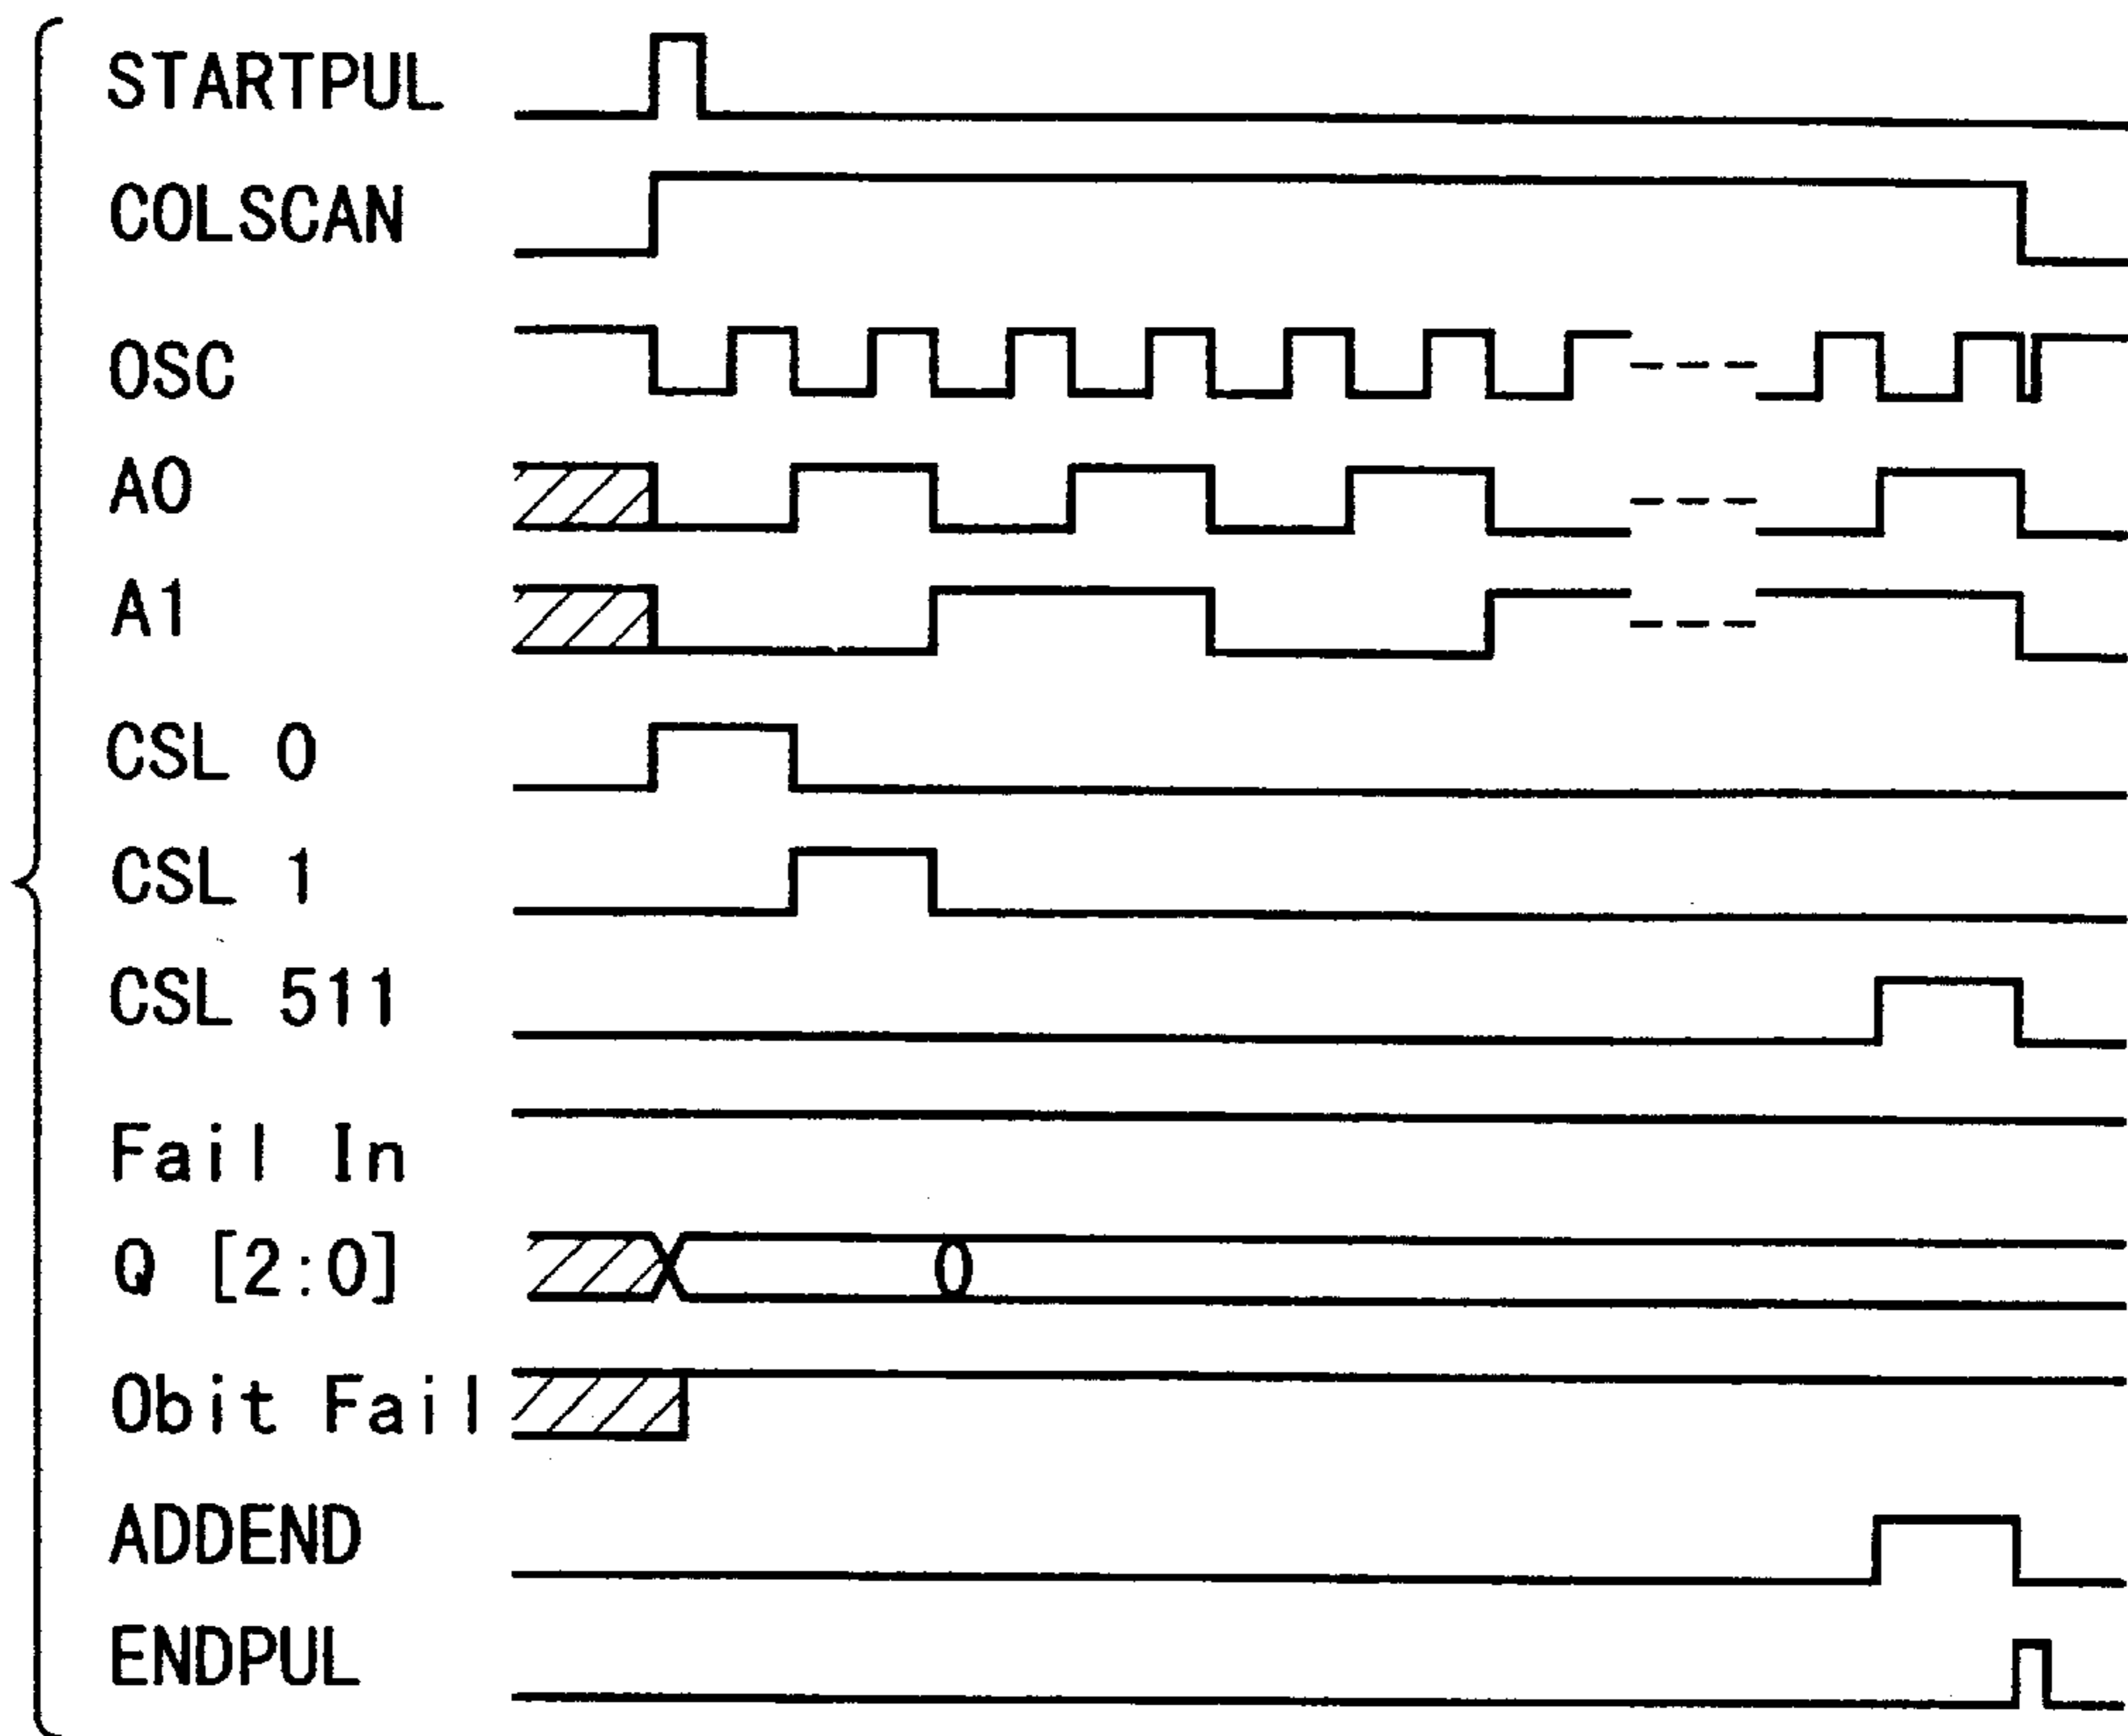 STARTPUL
COLSCAN
OSC
A0
A1
CSL 0
CSL 1
CSL 511
Fail In
Q [2:0]
0
0bit Fail
ADDEND
ENDPUL